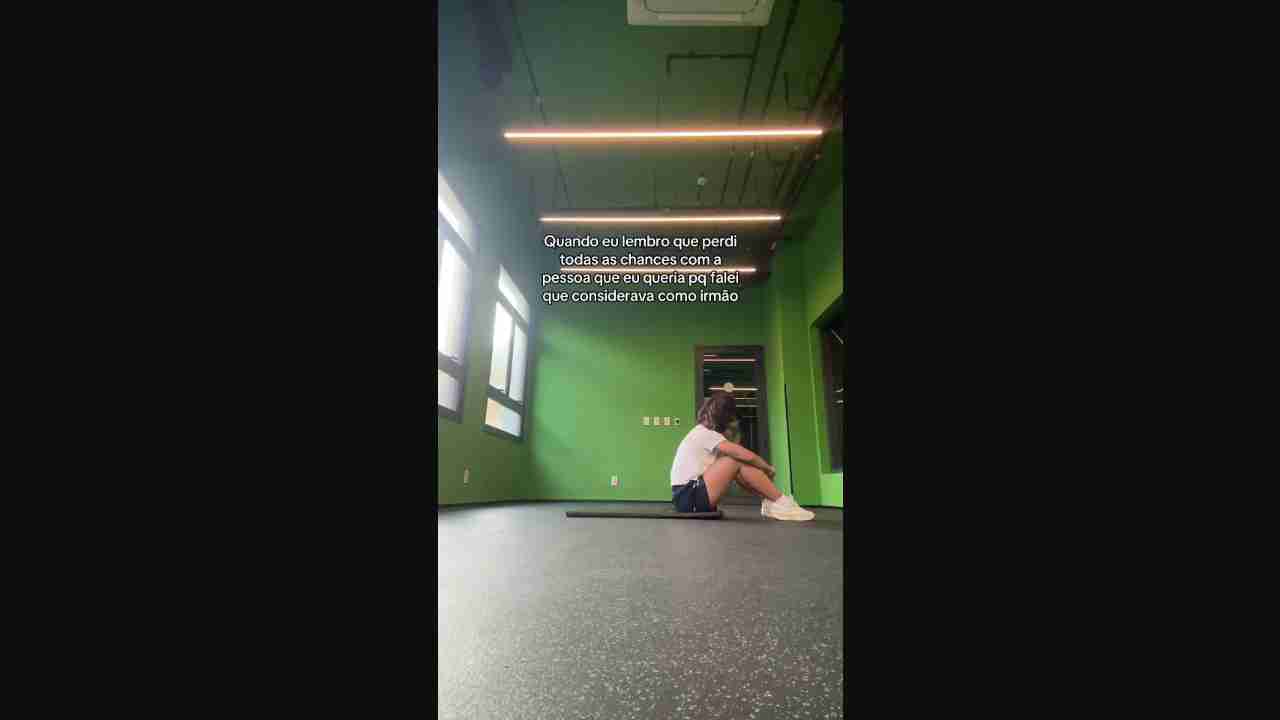 Quando eu lembro que perdi
todas as chances com a
pessoa que eu queria pq falei
que considerava como irmão